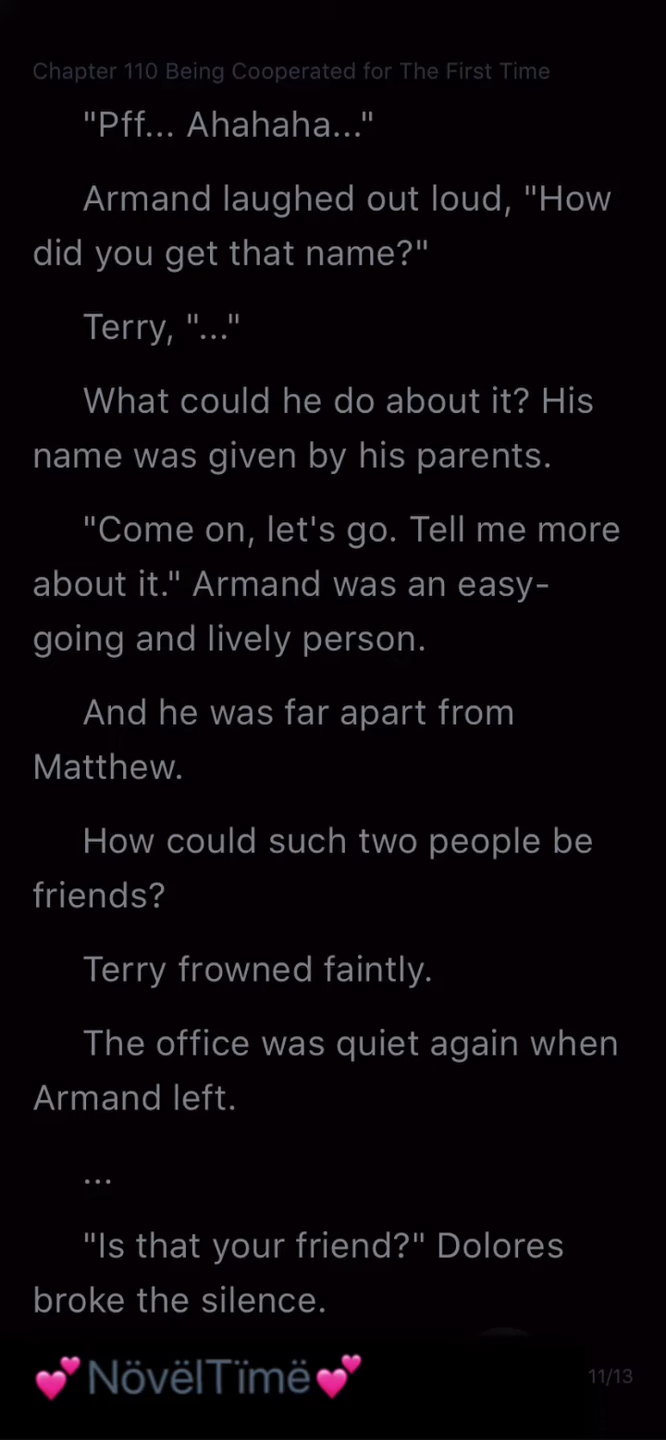 Chapter 110 Being Cooperated for The First Time
"Pff... Ahahaha..."
Armand laughed out loud, "How
did you get that name?"
Terry, "..."
What could he do about it? His
name was given by his parents.
"Come on, let's go. Tell me more
about it." Armand was an easy-
going and lively person.
And he was far apart from
Matthew.
How could such two people be
friends?
Terry frowned faintly.
The office was quiet again when
Armand left.
...
"Is that your friend?" Dolores
broke the silence.
💕NövëlTïmë💕
11/13